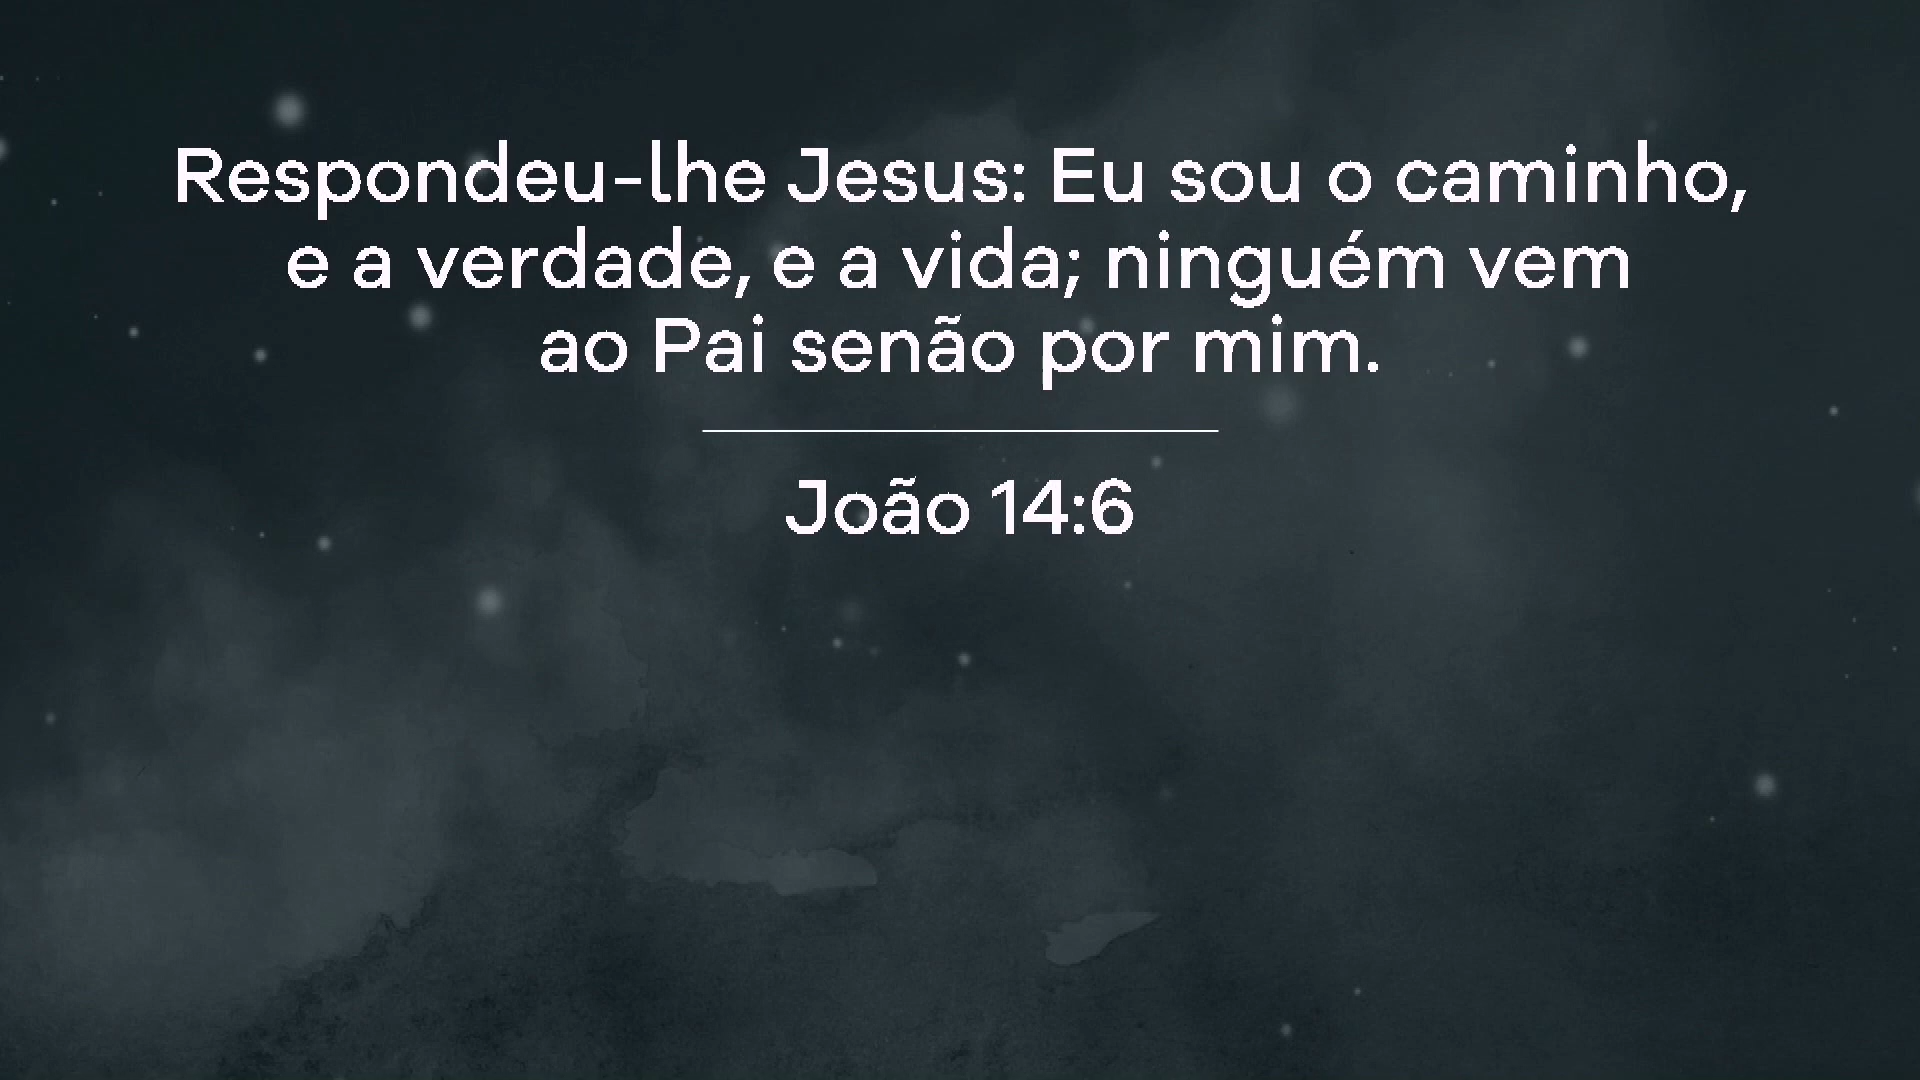 Respondeu-lhe Jesus: Eu sou o caminho,
e a verdade, e a vida; ninguém vem
ao Pai senão por mim.
João 14:6